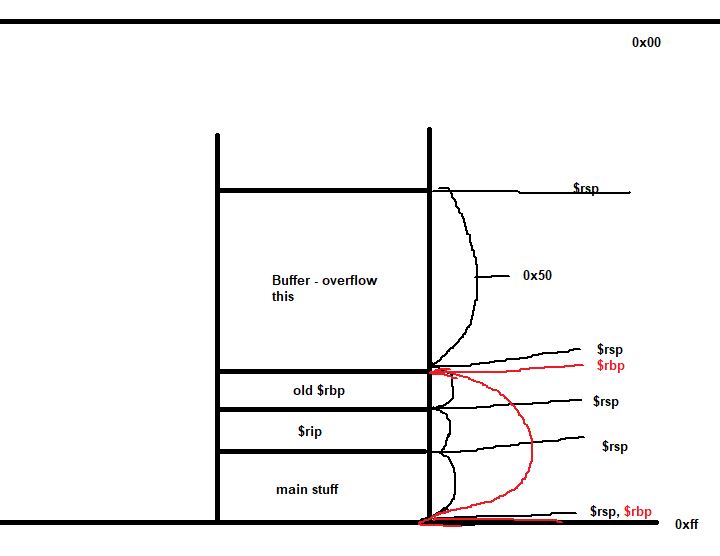 0x00
$rsp
Buffer - overflow
this
0x50
$rsp
$rbp
old $rbp
$rsp
$rip
$rsp
main stuff
$rsp, $rbp
0xff